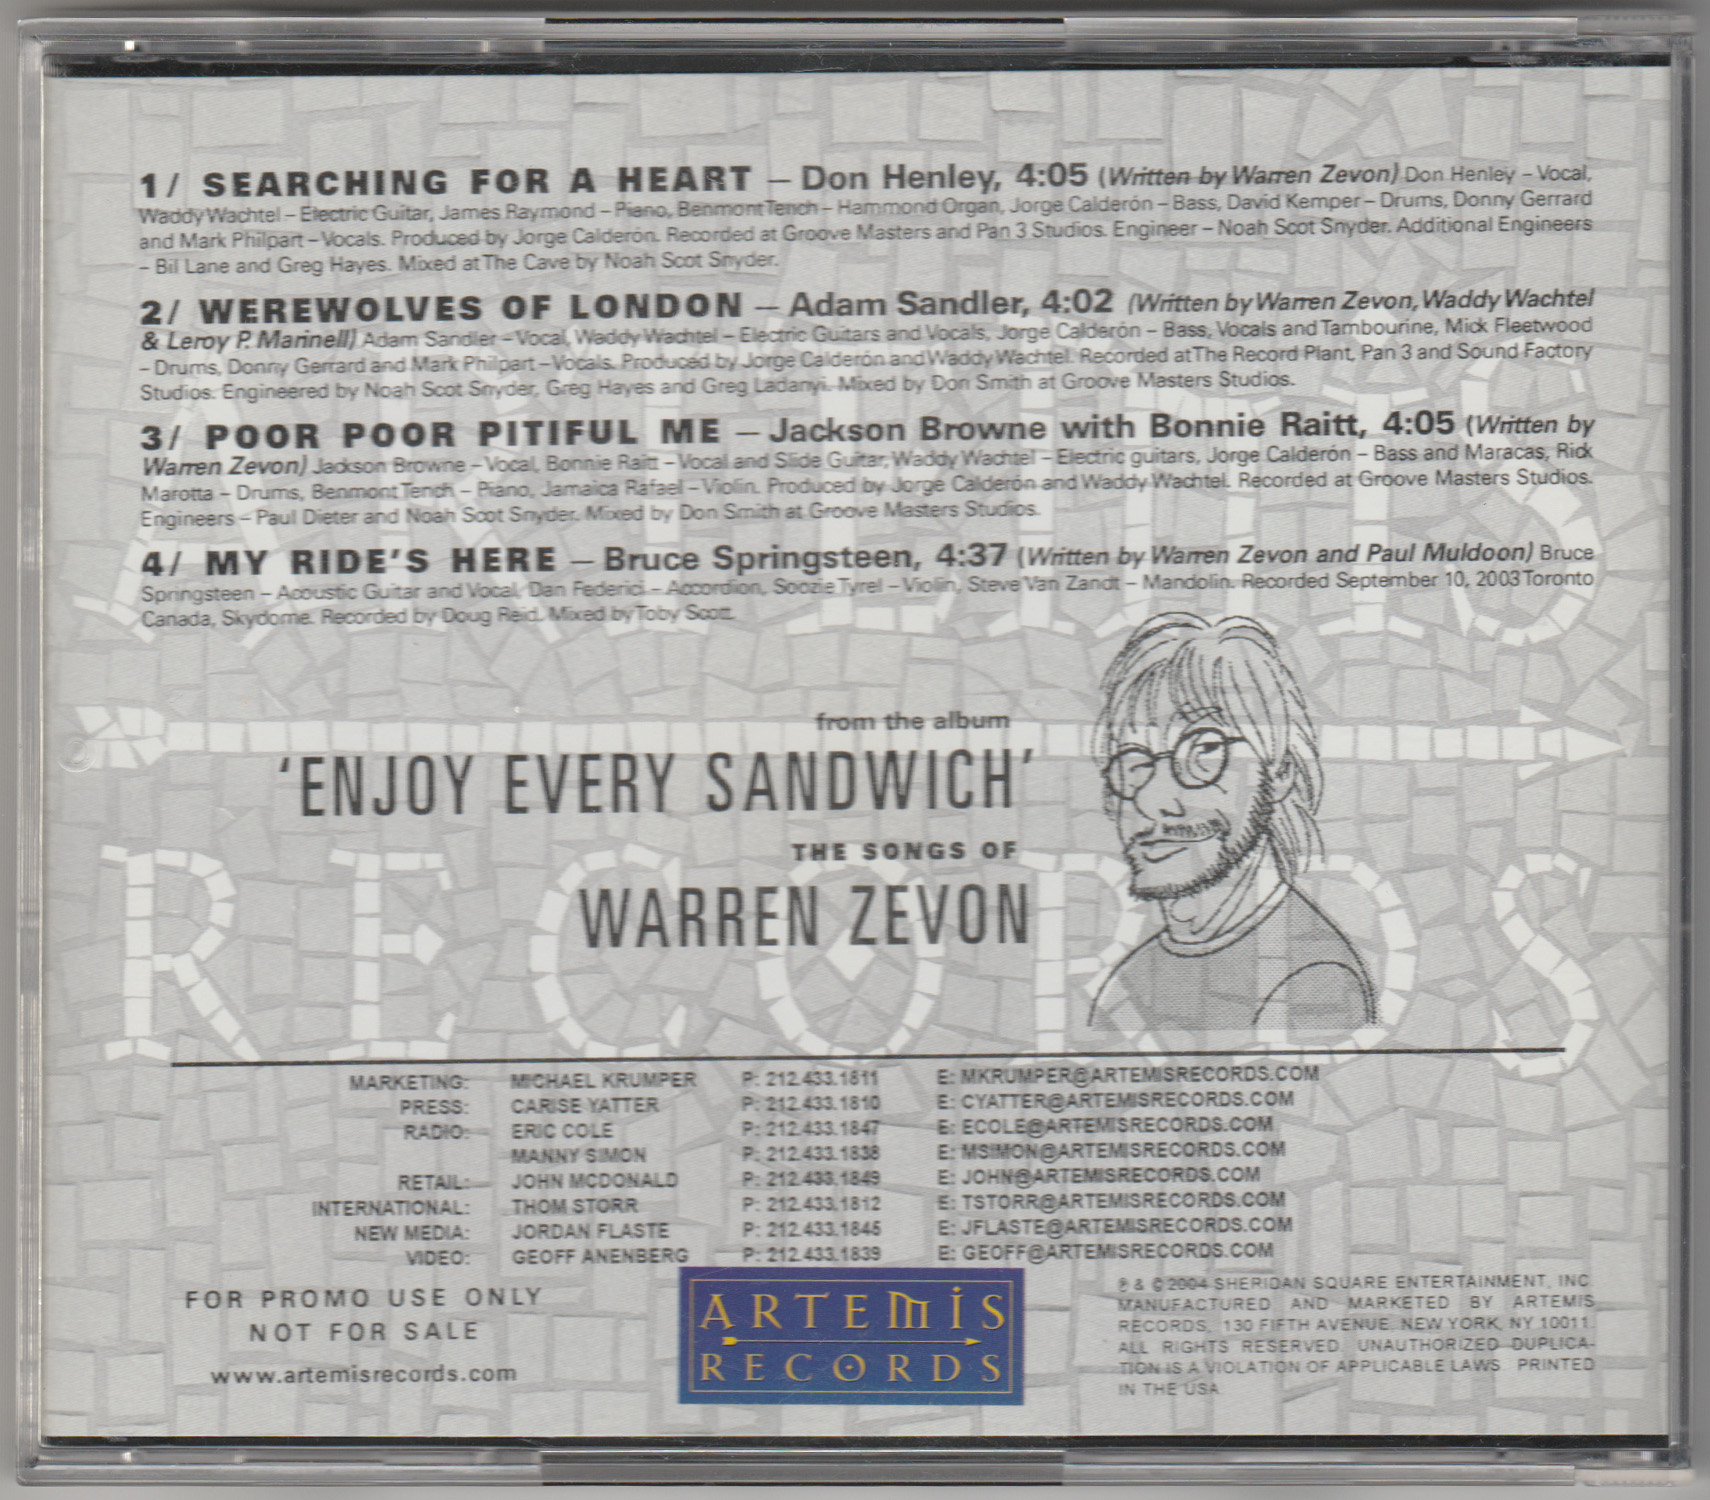 1/ SEARCHING FOR A HEART – Don Henley, 4:05 (Written by Warren Zevon) Don Henley – Vocal,
Waddy Wachtel – Electric Guitar, James Raymond – Piano, Benmont Tench – Hammond Organ, Jorge Calderón – Bass, David Kemper – Drums, Donny Gerrard
and Mark Philpart – Vocals. Produced by Jorge Calderón. Recorded at Groove Masters and Pan 3 Studios. Engineer – Noah Scot Snyder. Additional Engineers
– Bil Lane and Greg Hayes. Mixed at The Cave by Noah Scot Snyder.
2/ WEREWOLVES OF LONDON – Adam Sandler, 4:02 (Written by Warren Zevon, Waddy Wachtel
& Leroy P. Marinell) Adam Sandler – Vocal, Waddy Wachtel – Electric Guitars and Vocals, Jorge Calderón – Bass, Vocals and Tambourine, Mick Fleetwood
– Drums, Donny Gerrard and Mark Philpart – Vocals. Produced by Jorge Calderón and Waddy Wachtel. Recorded at The Record Plant, Pan 3 and Sound Factory
Studios. Engineered by Noah Scot Snyder, Greg Hayes and Greg Ladanyi. Mixed by Don Smith at Groove Masters Studios.
3/ POOR POOR PITIFUL ME – Jackson Browne with Bonnie Raitt, 4:05 (Written by
Warren Zevon) Jackson Browne – Vocal, Bonnie Raitt – Vocal and Slide Guitar, Waddy Wachtel – Electric guitars, Jorge Calderón – Bass and Maracas, Rick
Marotta – Drums, Benmont Tench – Piano, Jamaica Rafael – Violin. Produced by Jorge Calderón and Waddy Wachtel. Recorded at Groove Masters Studios.
Engineers – Paul Dieter and Noah Scot Snyder. Mixed by Don Smith at Groove Masters Studios.
4/ MY RIDE'S HERE – Bruce Springsteen, 4:37 (Written by Warren Zevon and Paul Muldoon) Bruce
Springsteen – Acoustic Guitar and Vocal, Dan Federici – Accordion, Soozie Tyrel – Violin, Steve Van Zandt – Mandolin. Recorded September 10, 2003 Toronto
Canada, Skydome. Recorded by Doug Reid. Mixed by Toby Scott.
ARTEMIS
from the album
'ENJOY EVERY SANDWICH'
THE SONGS OF
WARREN ZEVON
RECORDS
MARKETING: MICHAEL KRUMPER P: 212.433.1811 E: MKRUMPER@ARTEMISRECORDS.COM
PRESS: CARISE YATTER P: 212.433.1810 E: CYATTER@ARTEMISRECORDS.COM
RADIO: ERIC COLE P: 212.433.1847 E: ECOLE@ARTEMISRECORDS.COM
MANNY SIMON P: 212.433.1838 E: MSIMON@ARTEMISRECORDS.COM
RETAIL: JOHN MCDONALD P: 212.433.1849 E: JOHN@ARTEMISRECORDS.COM
INTERNATIONAL: THOM STORR P: 212.433.1812 E: TSTORR@ARTEMISRECORDS.COM
NEW MEDIA: JORDAN FLASTE P: 212.433.1845 E: JFLASTE@ARTEMISRECORDS.COM
VIDEO: GEOFF ANENBERG P: 212.433.1839 E: GEOFF@ARTEMISRECORDS.COM
FOR PROMO USE ONLY
NOT FOR SALE
www.artemisrecords.com
ARTEMIS
RECORDS
℗ & © 2004 SHERIDAN SQUARE ENTERTAINMENT, INC.
MANUFACTURED AND MARKETED BY ARTEMIS
RECORDS, 130 FIFTH AVENUE, NEW YORK, NY 10011.
ALL RIGHTS RESERVED. UNAUTHORIZED DUPLICA-
TION IS A VIOLATION OF APPLICABLE LAWS PRINTED
IN THE USA